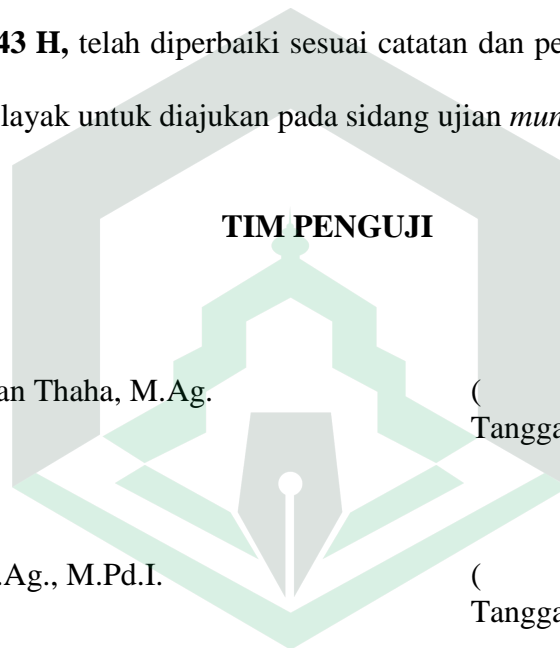 43 H, telah diperbaiki sesuai catatan dan pe
layak untuk diajukan pada sidang ujian mun
TIM PENGUJI
an Thaha, M.Ag. (
Tangga
.Ag., M.Pd.I. (
Tangga